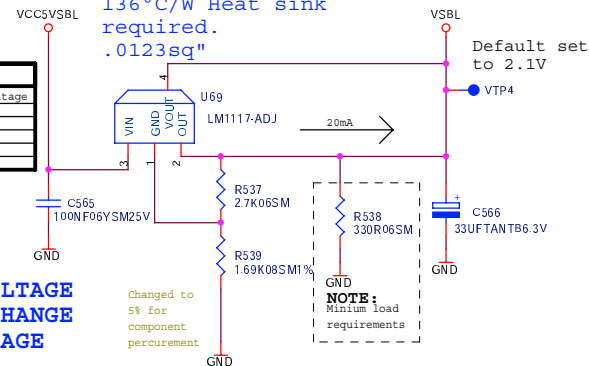 136°C/W Heat sink
required.
.0123sq"
VCC5VSBL
VSBL
Default set
to 2.1V
VTP4
tage
4
U69
VIN
GND
VOUT
OUT
LM1117-ADJ
3
1
2
20mA
C565
100NF06YSM25V
GND
R537
2.7K06SM
R538
330R06SM
+
C566
33UFTANTB6.3V
GND
R539
1.69K08SM1%
GND
NOTE:
Minium load
requirements
LTAGE
HANGE
AGE
Changed to
5% for
component
percurement
GND